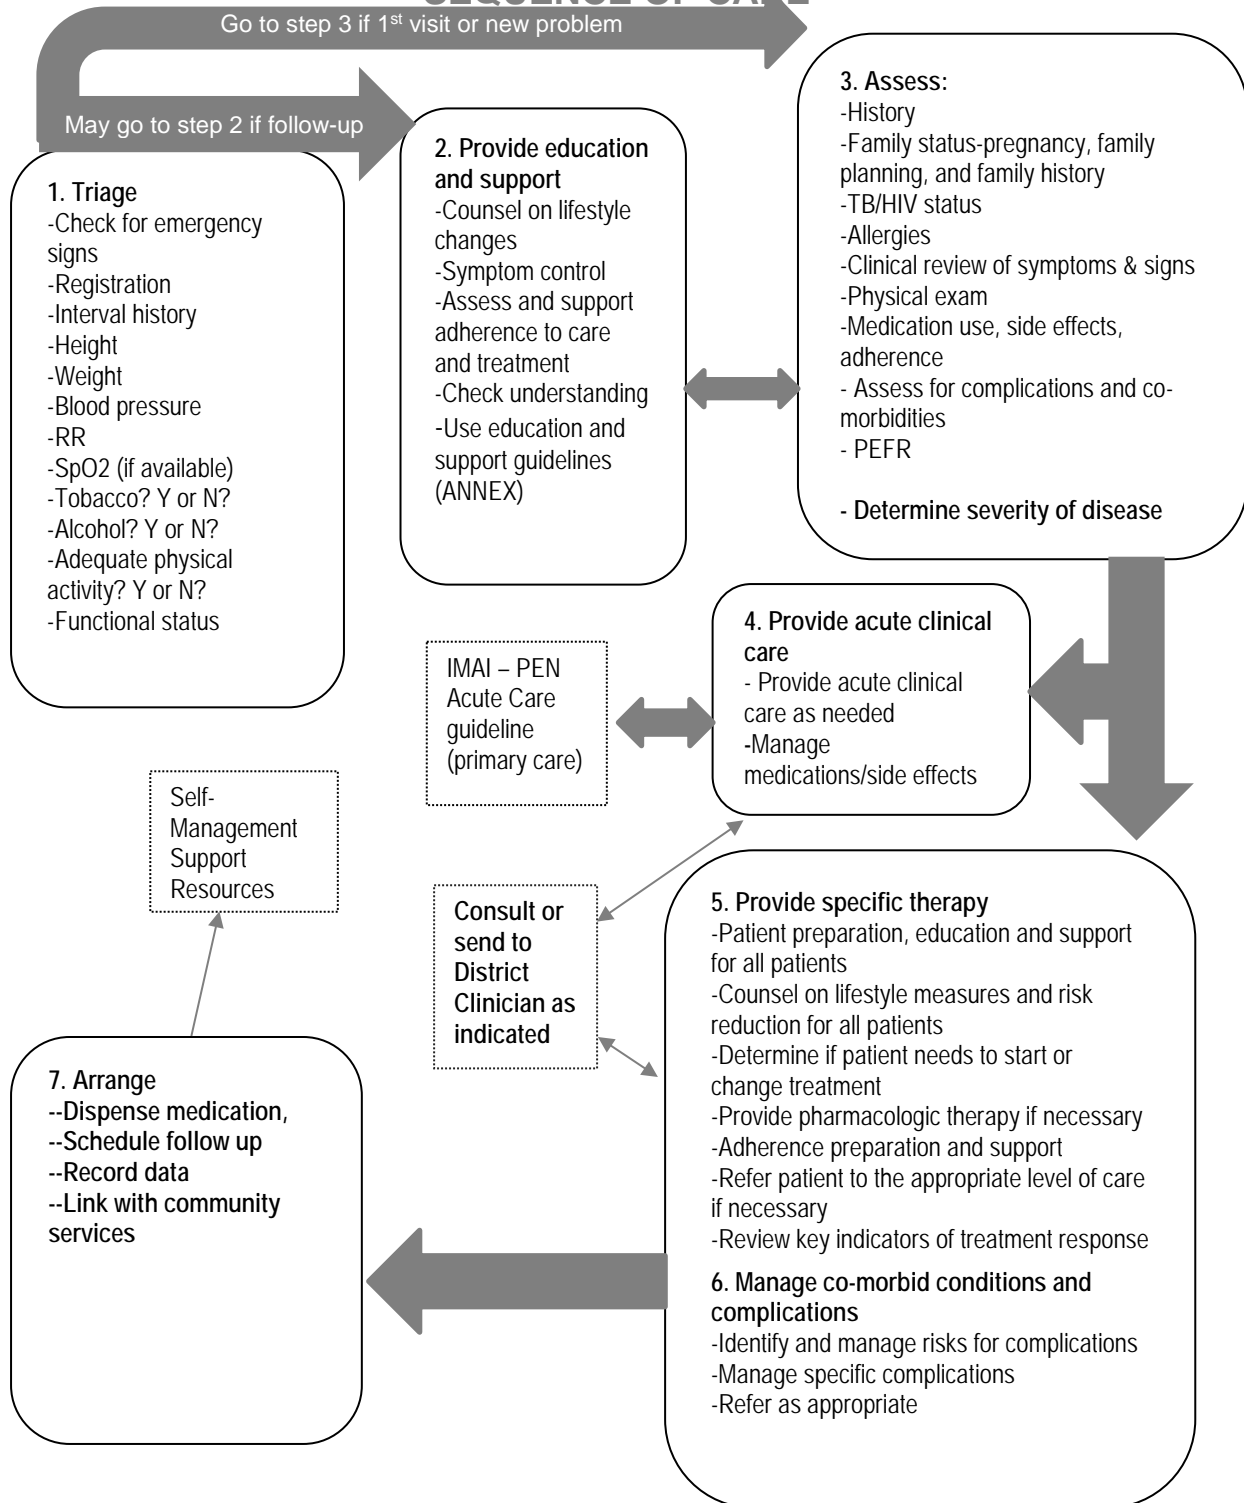 SEQUENCE OF CARE
Go to step 3 if 1st visit or new problem
May go to step 2 if follow-up
1. Triage
-Check for emergency
signs
-Registration
-Interval history
-Height
-Weight
-Blood pressure
-RR
-SpO2 (if available)
-Tobacco? Y or N?
-Alcohol? Y or N?
-Adequate physical
activity? Y or N?
-Functional status
2. Provide education
and support
-Counsel on lifestyle
changes
-Symptom control
-Assess and support
adherence to care
and treatment
-Check understanding
-Use education and
support guidelines
(ANNEX)
3. Assess:
-History
-Family status-pregnancy, family
planning, and family history
-TB/HIV status
-Allergies
-Clinical review of symptoms & signs
-Physical exam
-Medication use, side effects,
adherence
- Assess for complications and co-
morbidities
- PEFR
- Determine severity of disease
4. Provide acute clinical
care
- Provide acute clinical
care as needed
-Manage
medications/side effects
IMAI – PEN
Acute Care
guideline
(primary care)
Self-
Management
Support
Resources
Consult or
send to
District
Clinician as
indicated
5. Provide specific therapy
-Patient preparation, education and support
for all patients
-Counsel on lifestyle measures and risk
reduction for all patients
-Determine if patient needs to start or
change treatment
-Provide pharmacologic therapy if necessary
-Adherence preparation and support
-Refer patient to the appropriate level of care
if necessary
-Review key indicators of treatment response
6. Manage co-morbid conditions and
complications
-Identify and manage risks for complications
-Manage specific complications
-Refer as appropriate
7. Arrange
--Dispense medication,
--Schedule follow up
--Record data
--Link with community
services